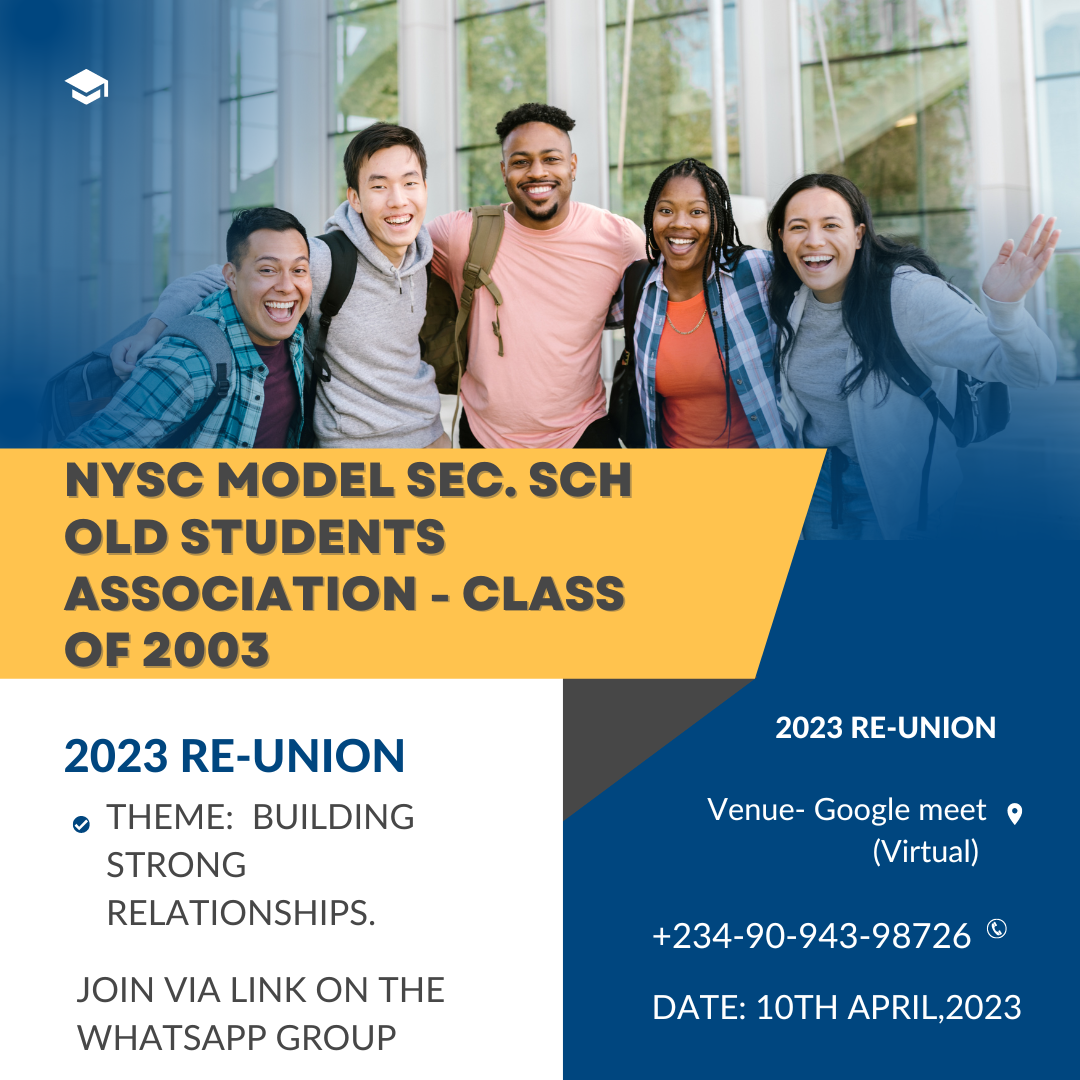 NYSC MODEL SEC. SCH
OLD STUDENTS
ASSOCIATION - CLASS
OF 2003
2023 RE-UNION
THEME:  BUILDING
STRONG
RELATIONSHIPS.
JOIN VIA LINK ON THE
WHATSAPP GROUP
2023 RE-UNION
Venue- Google meet
(Virtual)
+234-90-943-98726
DATE: 10TH APRIL,2023